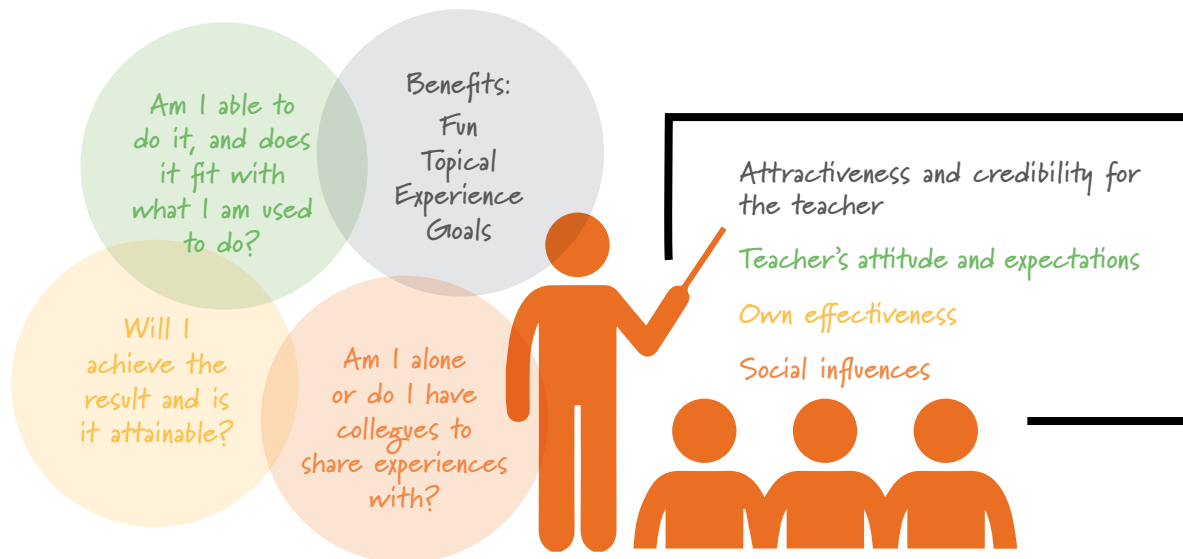 Am I able to
do it, and does
it fit with
what I am used
to do?
Benefits:
Fun
Topical
Experience
Goals
Will I
achieve the
result and is
it attainable?
Am I alone
or do I have
collegues to
share experiences
with?
Attractiveness and credibility for
the teacher
Teacher's attitude and expectations
Own effectiveness
Social influences